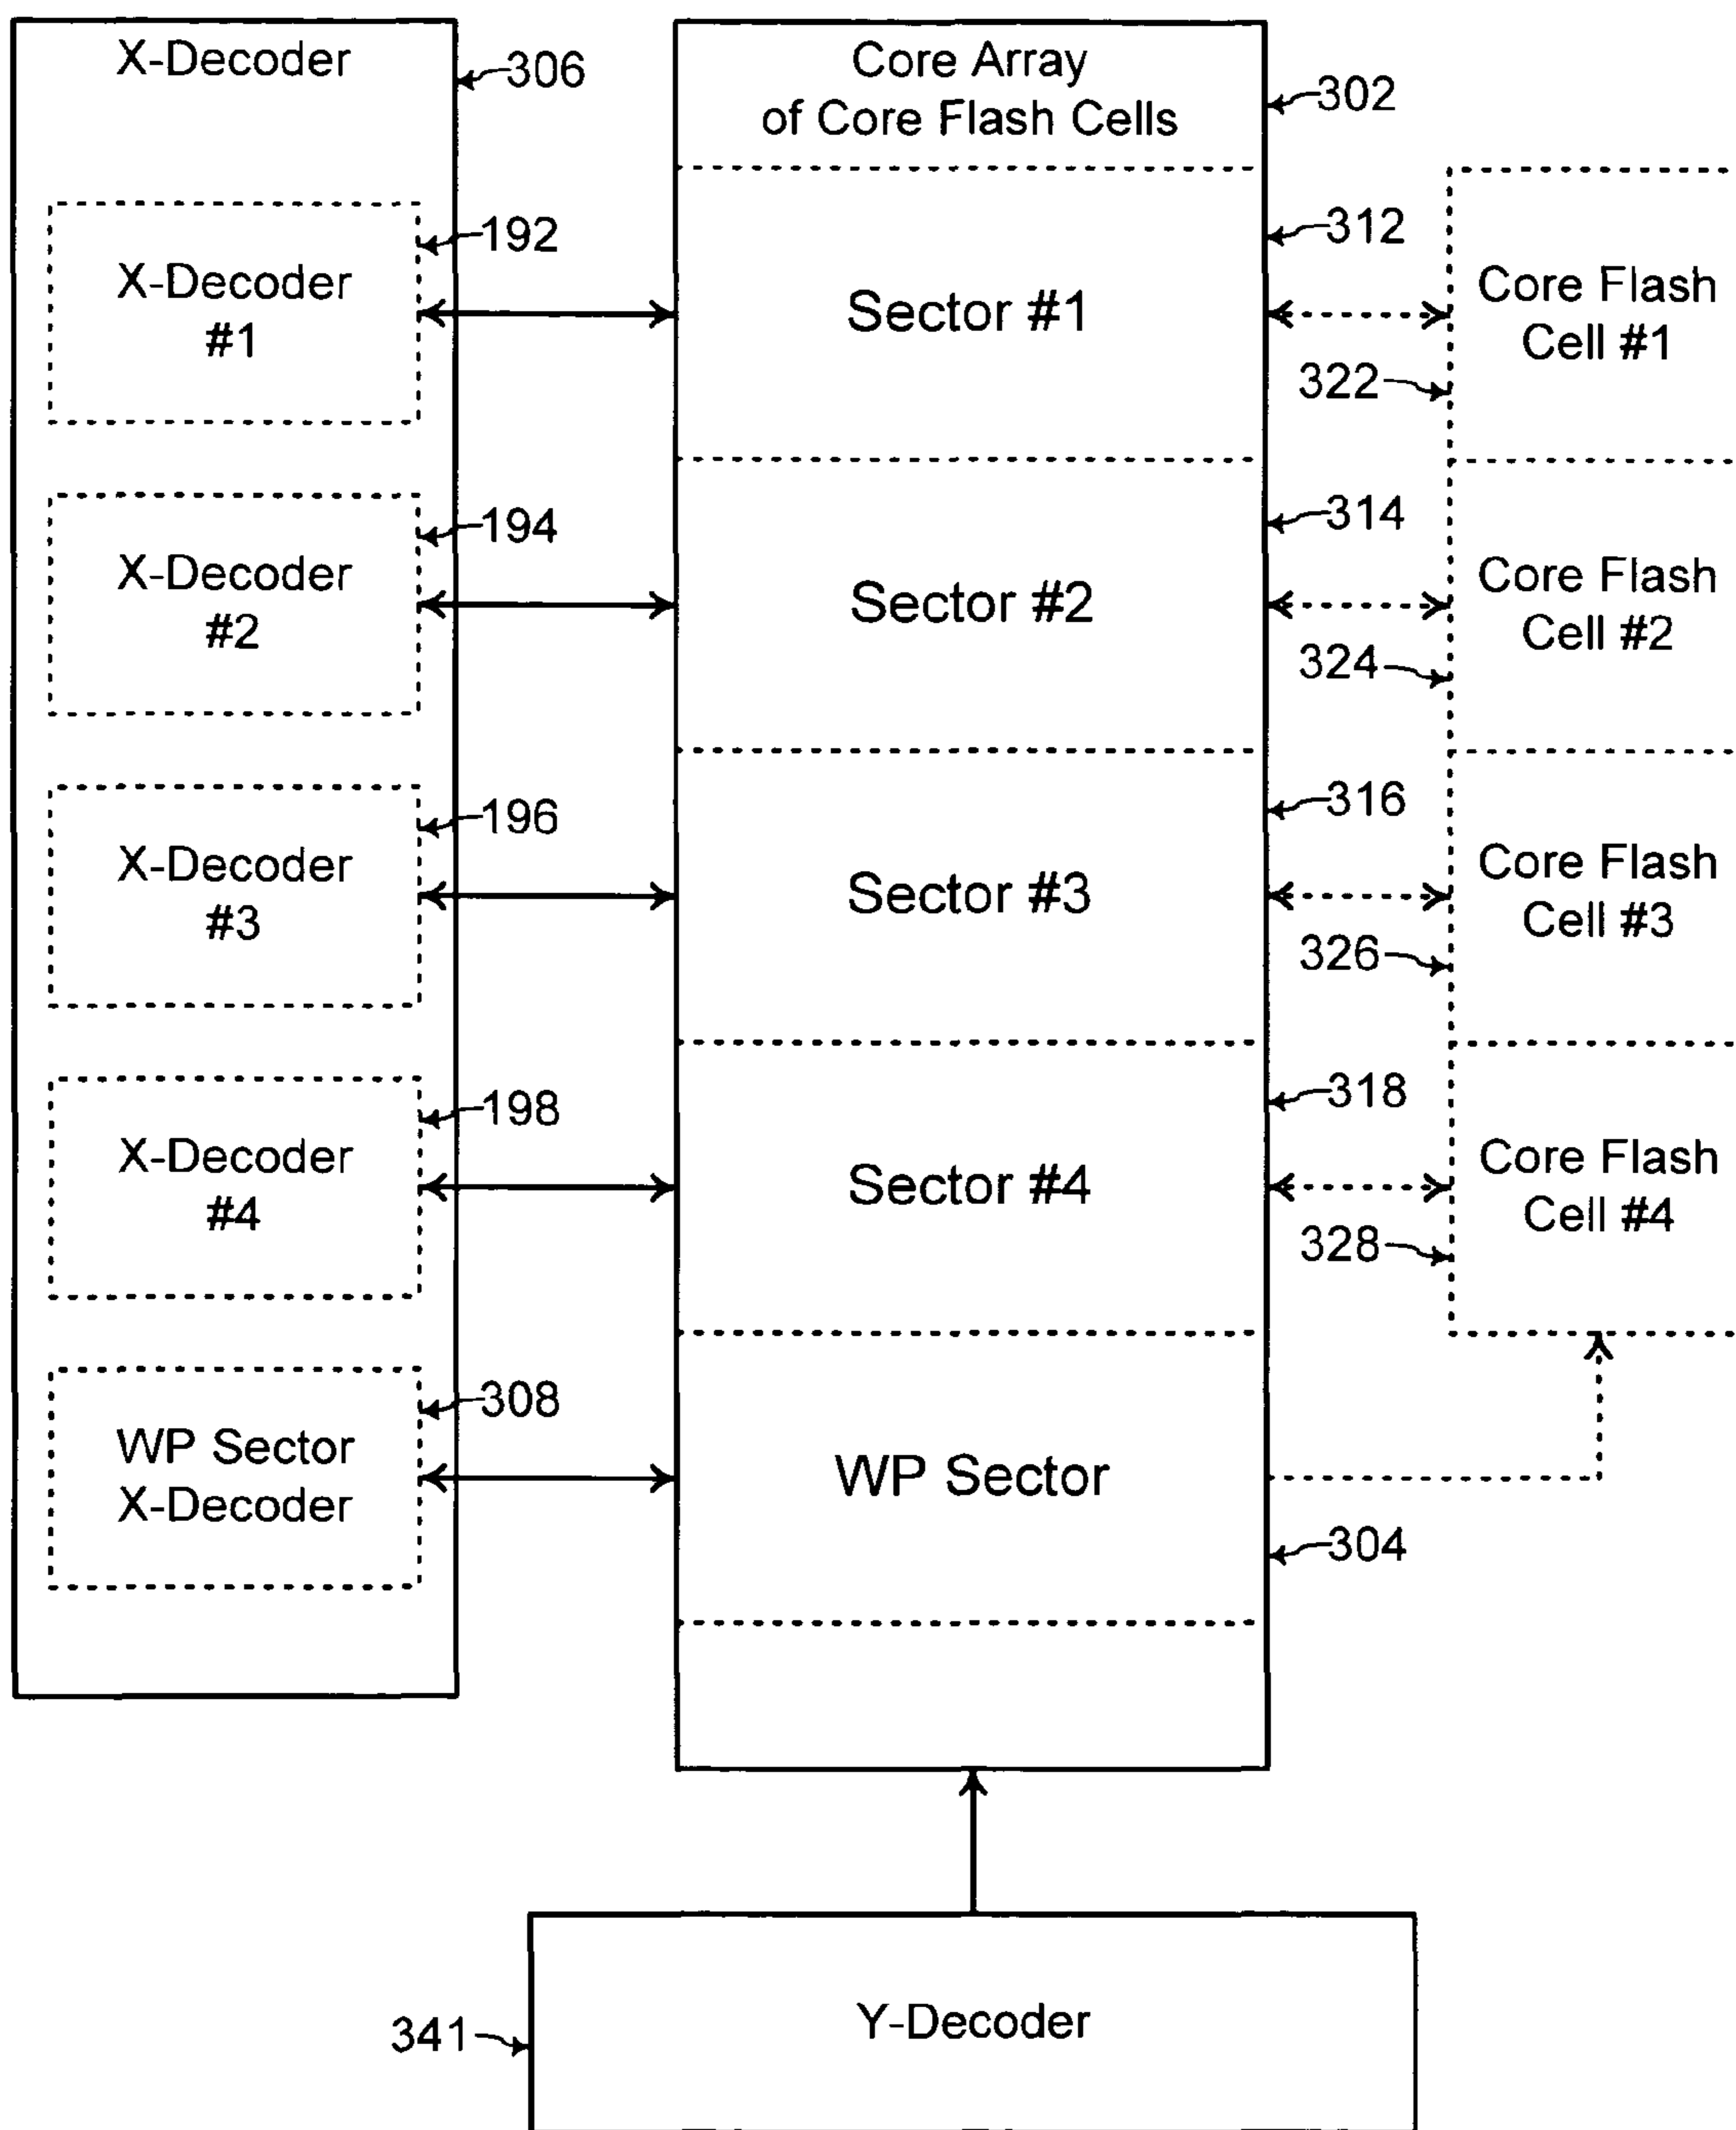 X-Decoder
306
Core Array
of Core Flash Cells
302
192
X-Decoder
#1
312
Sector #1
Core Flash
Cell #1
322
194
X-Decoder
#2
314
Sector #2
Core Flash
Cell #2
324
196
X-Decoder
#3
316
Sector #3
Core Flash
Cell #3
326
198
X-Decoder
#4
318
Sector #4
Core Flash
Cell #4
328
308
WP Sector
X-Decoder
WP Sector
304
Y-Decoder
341